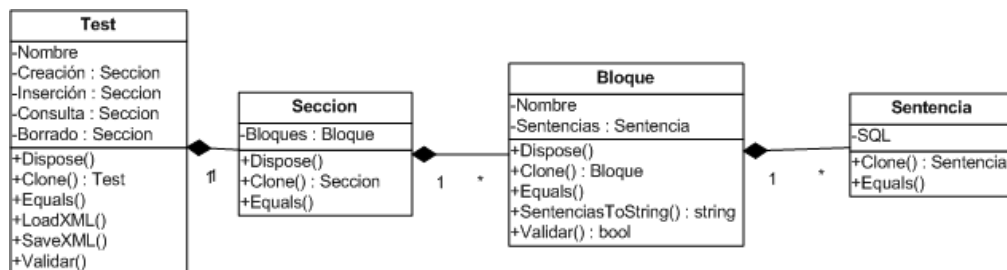 Test
-Nombre
-Creación : Seccion
-Inserción : Seccion
-Consulta : Seccion
-Borrado : Seccion
+Dispose()
+Clone() : Test
+Equals()
+LoadXML()
+SaveXML()
+Validar()
Seccion
-Bloques : Bloque
+Dispose()
+Clone() : Seccion
+Equals()
1
*
Bloque
-Nombre
-Sentencias : Sentencia
+Dispose()
+Clone() : Bloque
+Equals()
+SentenciasToString() : string
+Validar() : bool
1
*
Sentencia
-SQL
+Clone() : Sentencia
+Equals()